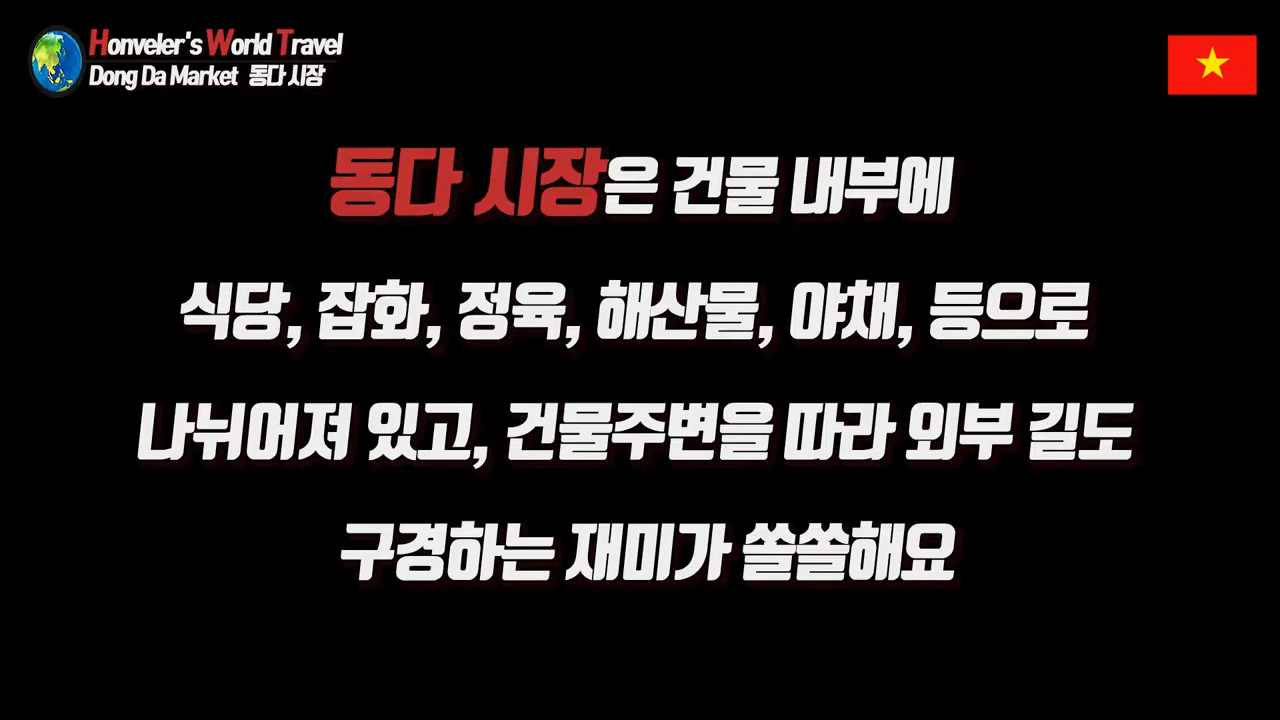 Honveler's World Travel
Dong Da Market 동다 시장
동다 시장은 건물 내부에
식당, 잡화, 정육, 해산물, 야채, 등으로
나뉘어져 있고, 건물주변을 따라 외부 길도
구경하는 재미가 쏠쏠해요